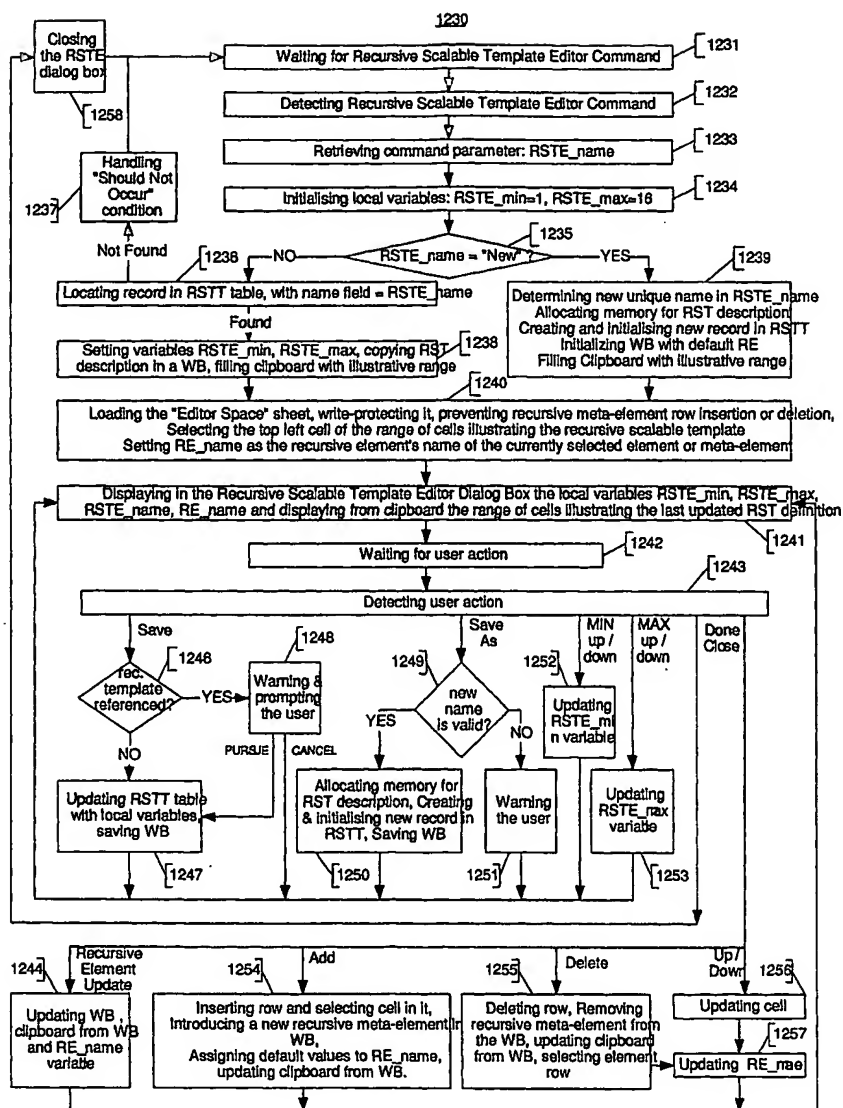 1230
Closing
the RSTE
dialog box
1258
Waiting for Recursive Scalable Template Editor Command
1231
Detecting Recursive Scalable Template Editor Command
1232
Retrieving command parameter: RSTE_name
1233
Initialising local variables: RSTE_min=1, RSTE_max=16
1234
Handling
"Should Not
Occur"
condition
1237
Not Found
1236
NO
RSTE_name = "New" ?
1235
YES
1239
Locating record in RSTT table, with name field = RSTE_name
Found
Setting variables RSTE_min, RSTE_max, copying RST
description in a WB, filling clipboard with illustrative range
1238
Determining new unique name in RSTE_name
Allocating memory for RST description
Creating and initialising new record in RSTT
Initializing WB with default RE
Filling Clipboard with illustrative range
1240
Loading the "Editor Space" sheet, write-protecting it, preventing recursive meta-element row insertion or deletion,
Selecting the top left cell of the range of cells illustrating the recursive scalable template
Setting RE_name as the recursive element's name of the currently selected element or meta-element
Displaying in the Recursive Scalable Template Editor Dialog Box the local variables RSTE_min, RSTE_max,
RSTE_name, RE_name and displaying from clipboard the range of cells illustrating the last updated RST definition
1241
Waiting for user action
1242
1243
Detecting user action
Save
1246
rec.
template
referenced?
YES
NO
1248
Warning &
prompting
the user
PURSUE
CANCEL
Save
As
1249
new
name
is valid?
YES
NO
MIN
up /
down
1252
Updating
RSTE_mi
n variable
MAX
up /
down
Updating
RSTE_max
variable
1253
Done
Close
Updating RSTT table
with local variables,
saving WB
1247
Allocating memory for
RST description, Creating
& initialising new record in
RSTT, Saving WB
1250
Warning
the user
1251
1244
Recursive
Element
Update
Updating WB ,
clipboard from WB
and RE_name
variable
1254
Add
Inserting row and selecting cell in it,
Introducing a new recursive meta-element in
WB,
Assigning default values to RE_name,
updating clipboard from WB.
1255
Delete
Deleting row, Removing
recursive meta-element from
the WB, updating clipboard
from WB, selecting element
row
Up /
Down
1256
Updating cell
1257
Updating RE_mae